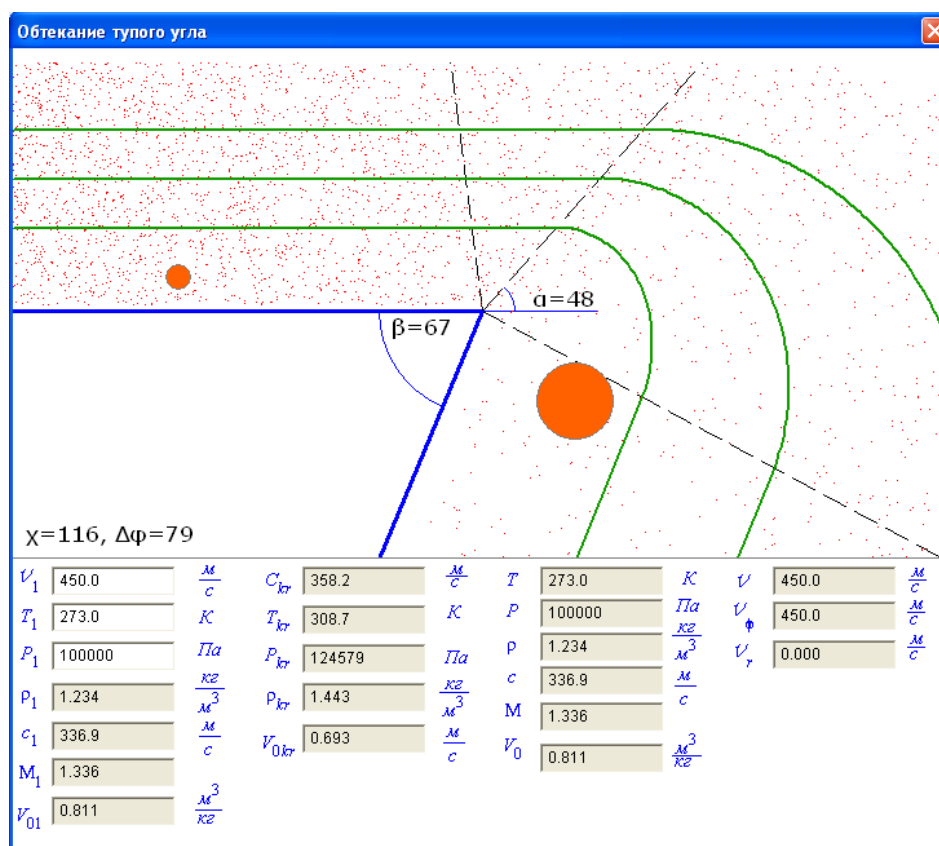 Обтекание тупого угла
α=48
β=67
χ=116, Δφ=79
υ1 450.0 м/с Ckr 358.2 м/с T 273.0 K υ 450.0 м/с
T1 273.0 K Tkr 308.7 K P 100000 Па υф 450.0 м/с
P1 100000 Па Pkr 124579 Па ρ 1.234 кг/м³ υr 0.000 м/с
ρ1 1.234 кг/м³ ρkr 1.443 кг/м³ c 336.9 м/с
c1 336.9 м/с V0kr 0.693 м/с M 1.336
M1 1.336 V0 0.811 м³/кг
V01 0.811 м³/кг